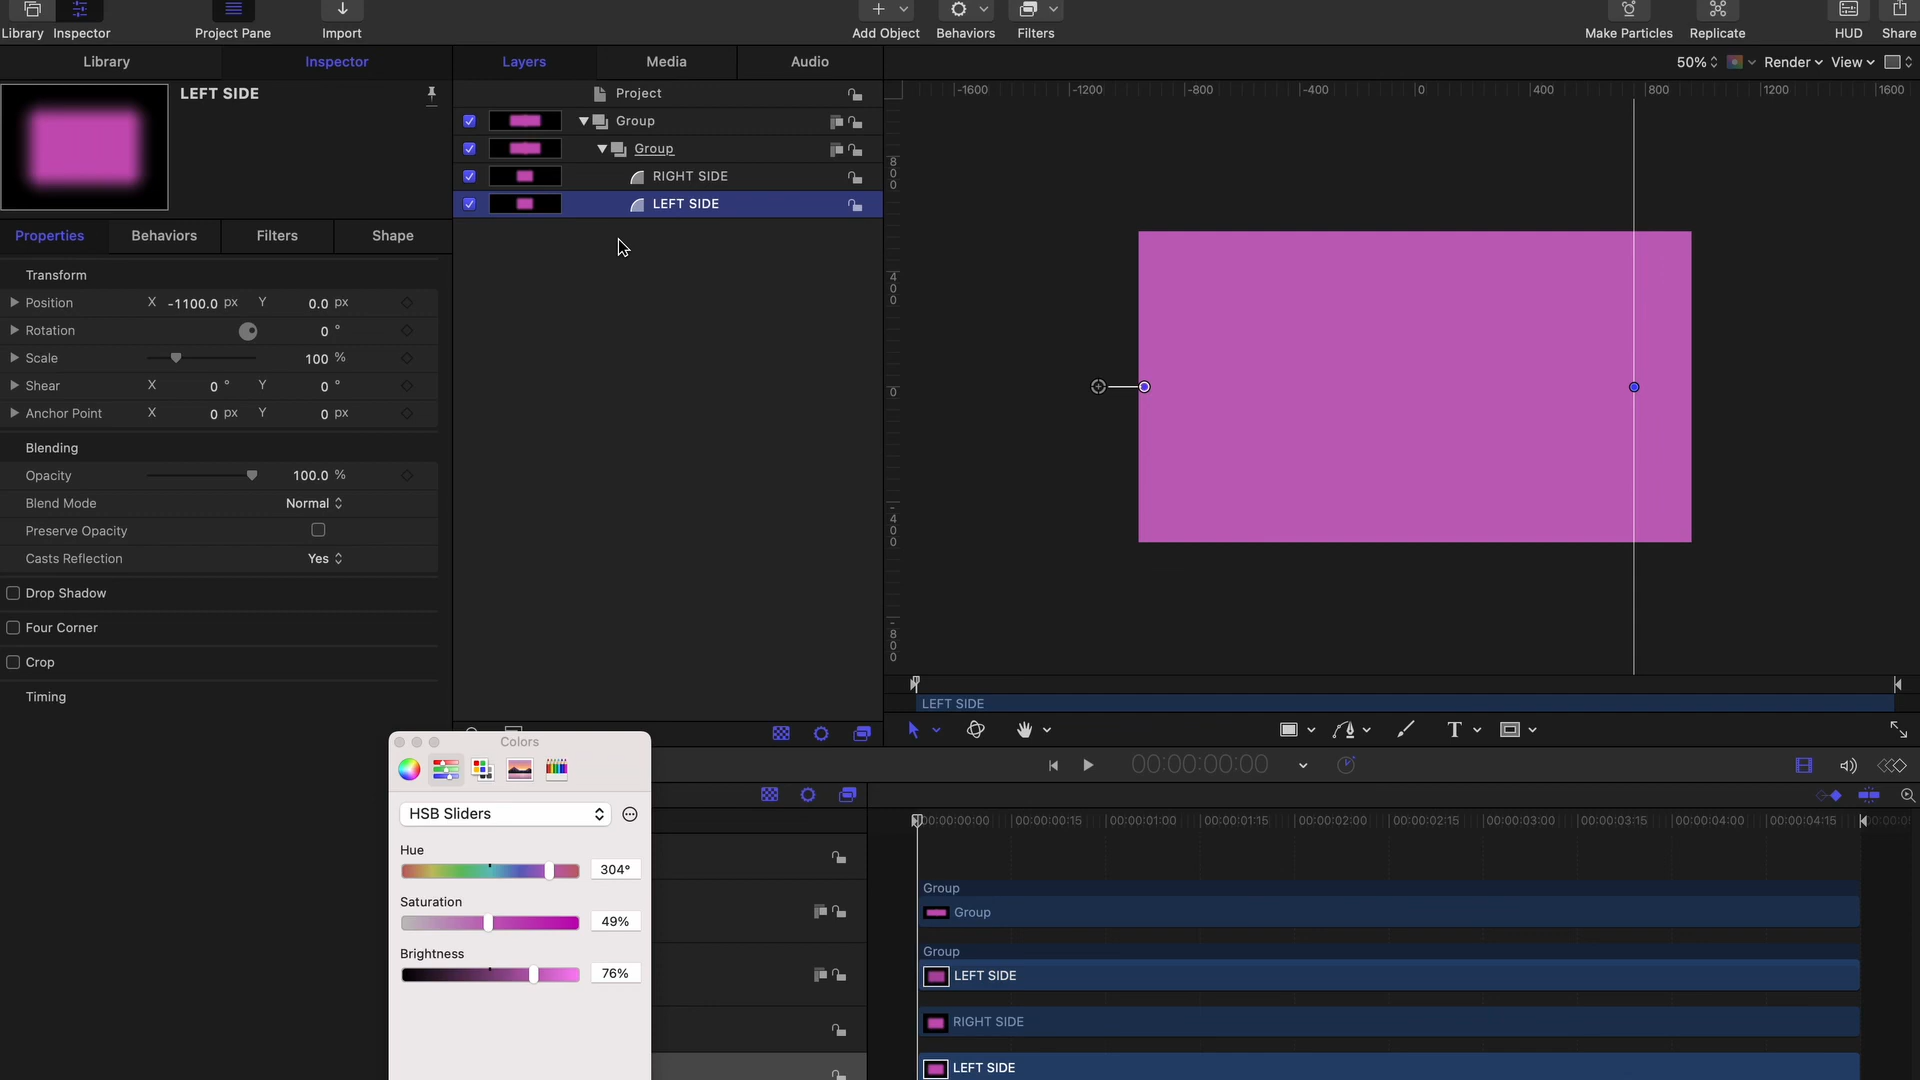 Library Inspector Project Pane Import Add Object Behaviors Filters Make Particles Replicate HUD Share
Library Inspector Layers Media Audio 50% Render View
LEFT SIDE
Project
Group
Group
RIGHT SIDE
LEFT SIDE
-1600 -1200 -800 -400 0 400 800 1200 1600
800
400
0
-400
-800
Properties Behaviors Filters Shape
Transform
Position X -1100.0 px Y 0.0 px
Rotation 0 °
Scale 100 %
Shear X 0 ° Y 0 °
Anchor Point X 0 px Y 0 px
Blending
Opacity 100.0 %
Blend Mode Normal
Preserve Opacity
Casts Reflection Yes
Drop Shadow
Four Corner
Crop
Timing
LEFT SIDE
T
00:00:00:00
Colors
HSB Sliders
Hue
304°
Saturation
49%
Brightness
76%
00:00:00:00 00:00:00:15 00:00:01:00 00:00:01:15 00:00:02:00 00:00:02:15 00:00:03:00 00:00:03:15 00:00:04:00 00:00:04:15
Group
Group
Group
LEFT SIDE
RIGHT SIDE
LEFT SIDE